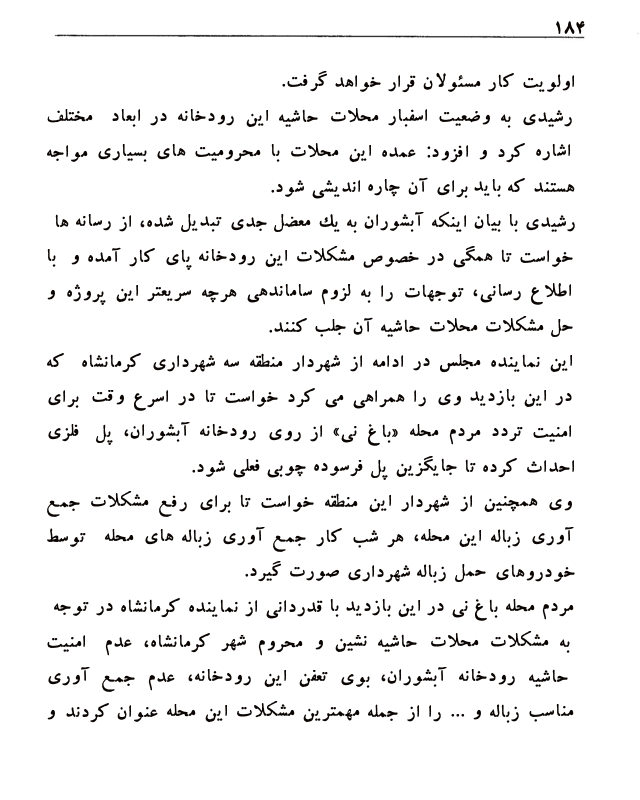 ۱۸۴
اولویت کار مسئولان قرار خواهد گرفت.
رشیدی به وضعیت اسفبار محلات حاشیه این رودخانه در ابعاد مختلف
اشاره کرد و افزود: عمده این محلات با محرومیت های بسیاری مواجه
هستند که باید برای آن چاره اندیشی شود.
رشیدی با بیان اینکه آبشوران به یك معضل جدی تبدیل شده، از رسانه ها
خواست تا همگی در خصوص مشکلات این رودخانه پای کار آمده و با
اطلاع رسانی، توجهات را به لزوم ساماندهی هرچه سریعتر این پروژه و
حل مشکلات محلات حاشیه آن جلب کنند.
این نماینده مجلس در ادامه از شهردار منطقه سه شهرداری کرمانشاه که
در این بازدید وی را همراهی می کرد خواست تا در اسرع وقت برای
امنیت تردد مردم محله «باغ نی» از روی رودخانه آبشوران، پل فلزی
احداث کرده تا جایگزین پل فرسوده چوبی فعلی شود.
وی همچنین از شهردار این منطقه خواست تا برای رفع مشکلات جمع
آوری زباله این محله، هر شب کار جمع آوری زباله های محله توسط
خودروهای حمل زباله شهرداری صورت گیرد.
مردم محله باغ نی در این بازدید با قدردانی از نماینده کرمانشاه در توجه
به مشکلات محلات حاشیه نشین و محروم شهر کرمانشاه، عدم امنیت
حاشیه رودخانه آبشوران، بوی تعفن این رودخانه، عدم جمع آوری
مناسب زباله و ... را از جمله مهمترین مشکلات این محله عنوان کردند و